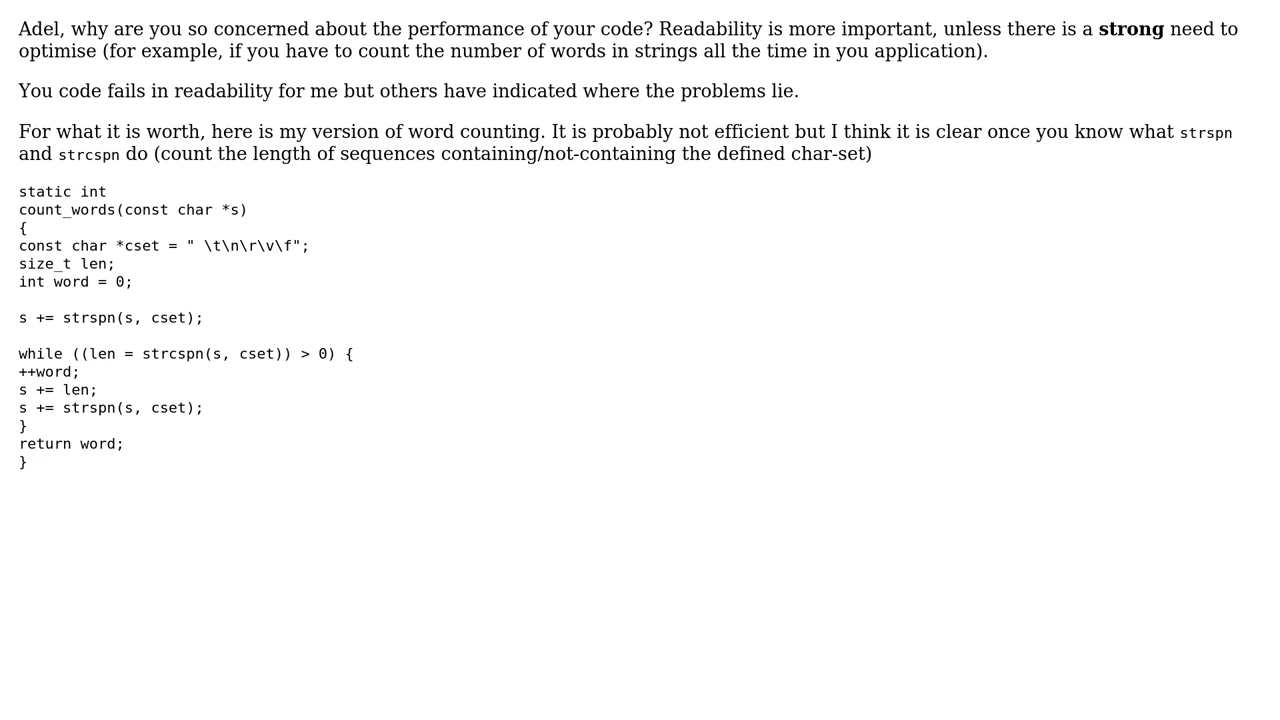 Adel, why are you so concerned about the performance of your code? Readability is more important, unless there is a strong need to
optimise (for example, if you have to count the number of words in strings all the time in you application).
You code fails in readability for me but others have indicated where the problems lie.
For what it is worth, here is my version of word counting. It is probably not efficient but I think it is clear once you know what strspn
and strcspn do (count the length of sequences containing/not-containing the defined char-set)
static int
count_words(const char *s)
{
const char *cset = " \t\n\r\v\f";
size_t len;
int word = 0;
s += strspn(s, cset);
while ((len = strcspn(s, cset)) > 0) {
++word;
s += len;
s += strspn(s, cset);
}
return word;
}